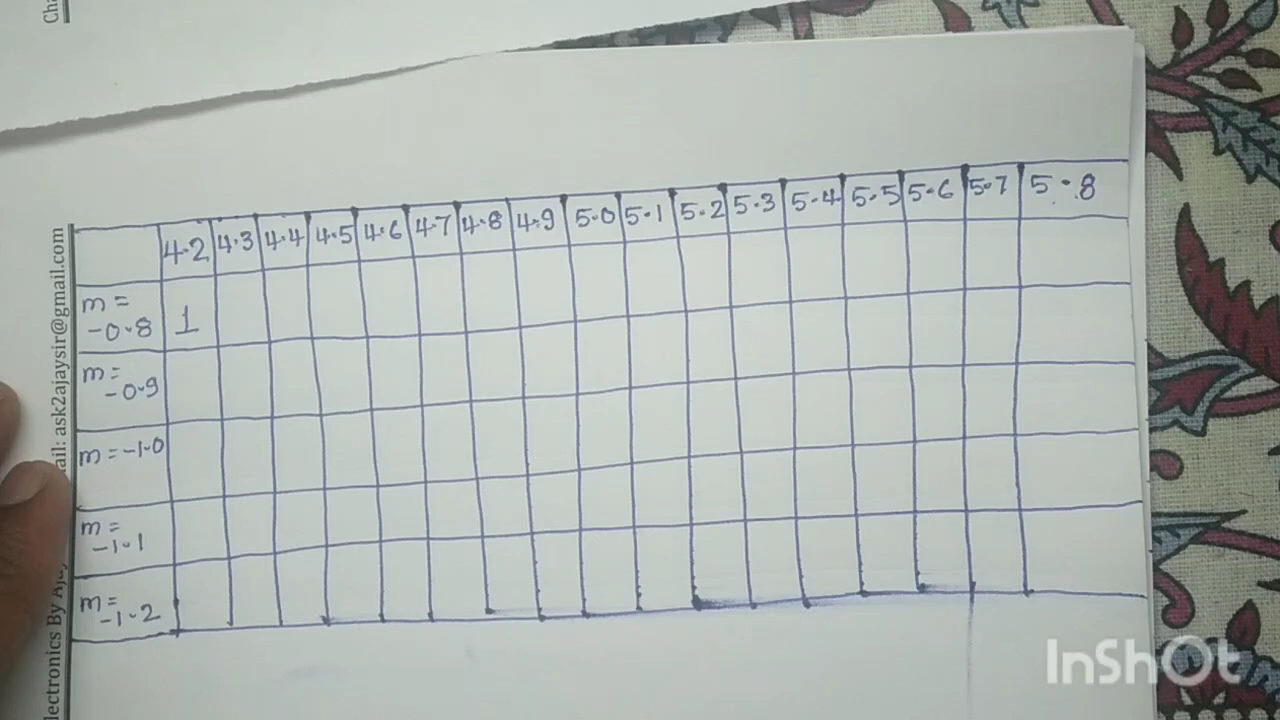 Cha
4.2 4.3 4.4 4.5 4.6 4.7 4.8 4.9 5.0 5.1 5.2 5.3 5.4 5.5 5.6 5.7 5.8
m =
-0.8 1
m =
-0.9
m = -1.0
m =
-1.1
m =
-1.2
ail: ask2ajaysir@gmail.com
lectronics By
InShOt